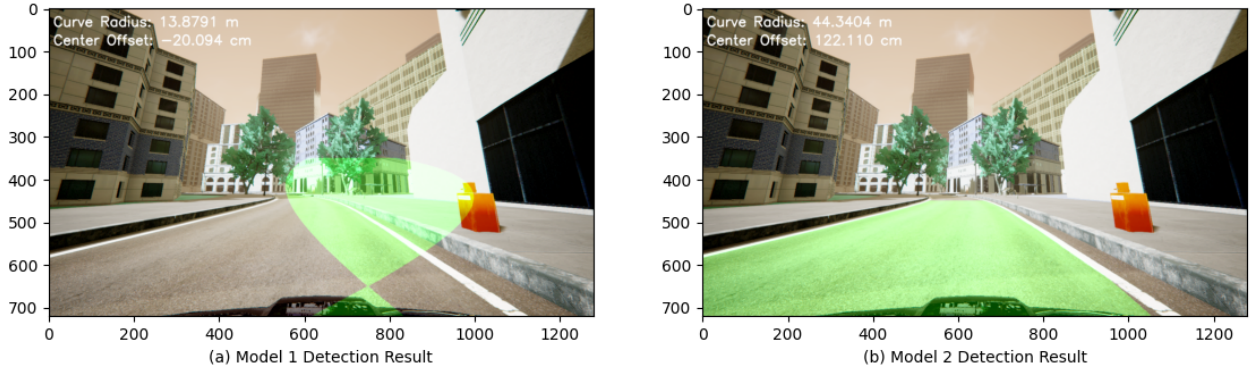 Curve Radius: 13.8791 m
Center Offset: −20.094 cm
0
100
200
300
400
500
600
700
0 200 400 600 800 1000 1200
(a) Model 1 Detection Result
Curve Radius: 44.3404 m
Center Offset: 122.110 cm
0
100
200
300
400
500
600
700
0 200 400 600 800 1000 1200
(b) Model 2 Detection Result